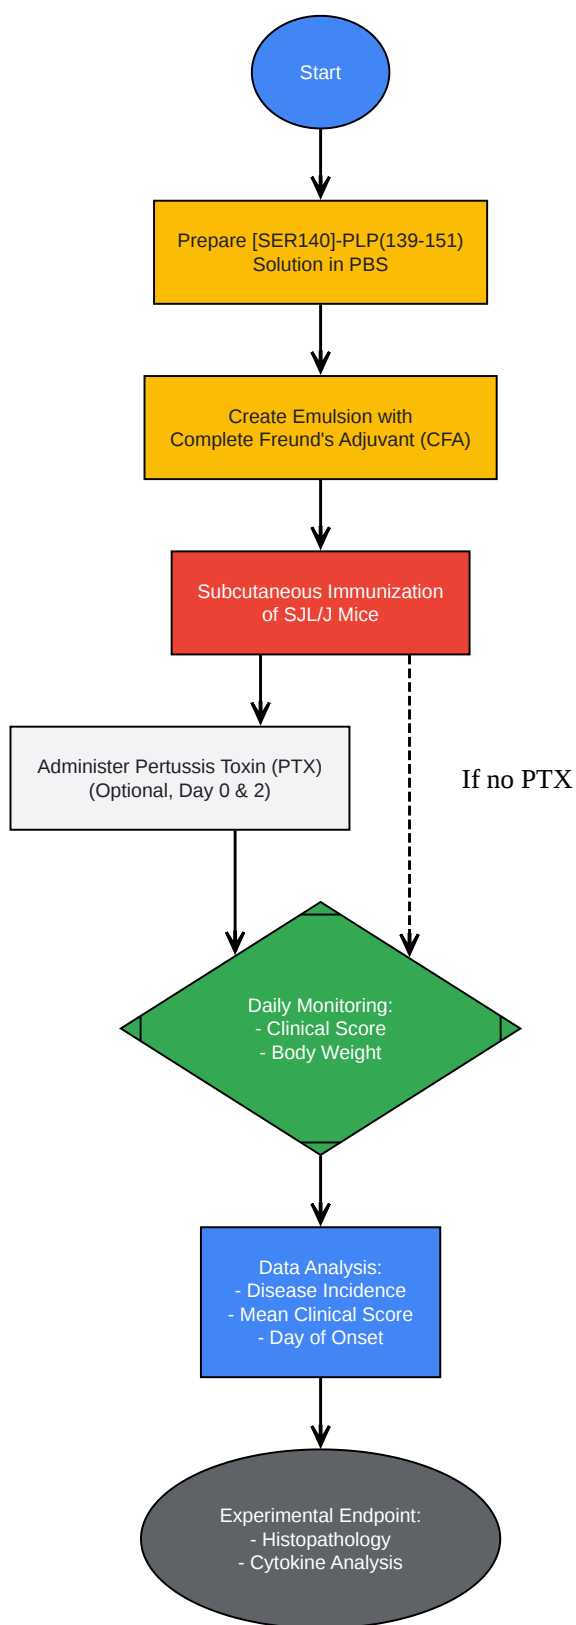 Start
Prepare [SER140]-PLP(139-151)
Solution in PBS
Create Emulsion with
Complete Freund's Adjuvant (CFA)
Subcutaneous Immunization
of SJL/J Mice
Administer Pertussis Toxin (PTX)
(Optional, Day 0 & 2)
If no PTX
Daily Monitoring:
- Clinical Score
- Body Weight
Data Analysis:
- Disease Incidence
- Mean Clinical Score
- Day of Onset
Experimental Endpoint:
- Histopathology
- Cytokine Analysis